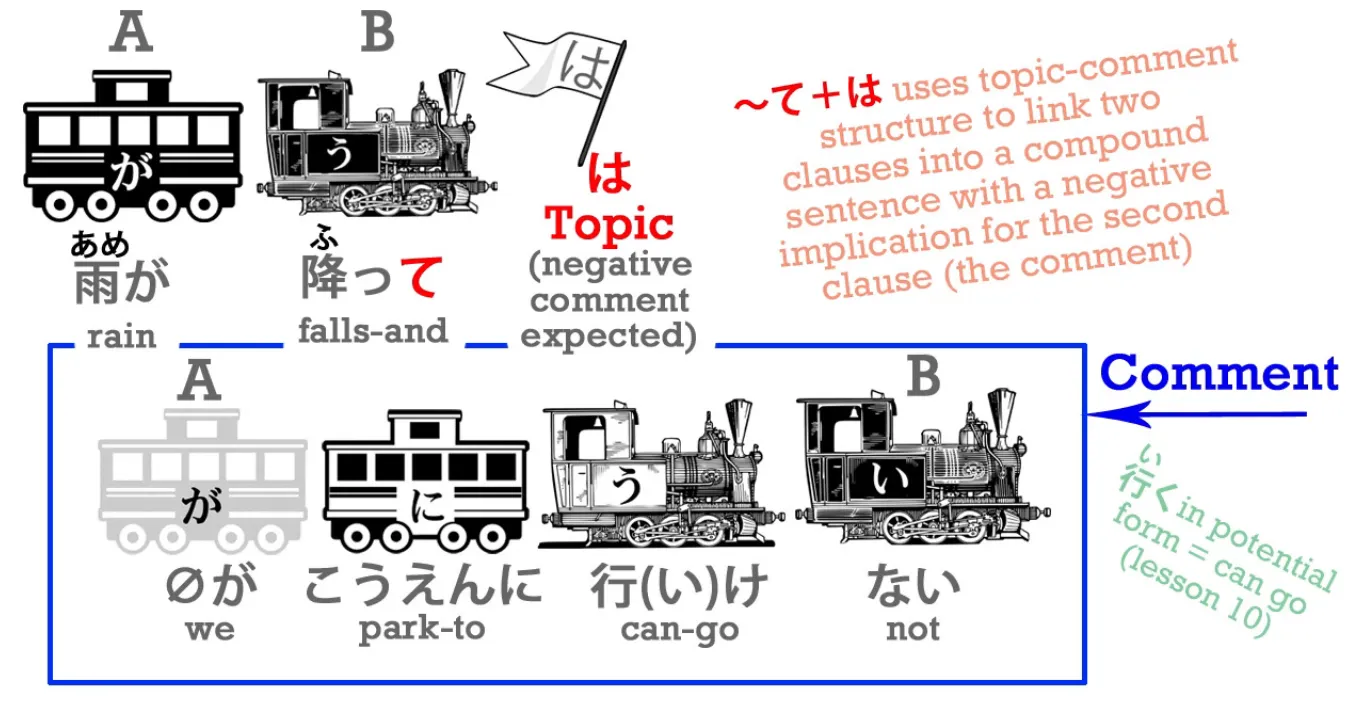 A
B
は
が
う
は
Topic
(negative
comment
expected)
～て＋は uses topic-comment
structure to link two
clauses into a compound
sentence with a negative
implication for the second
clause (the comment)
あめ
雨が
rain
ふ
降って
falls-and
A
B
Comment
が
に
う
い
∅が
こうえんに
行(い)け
ない
we
park-to
can-go
not
い
行く in potential
form = can go
(lesson 10)